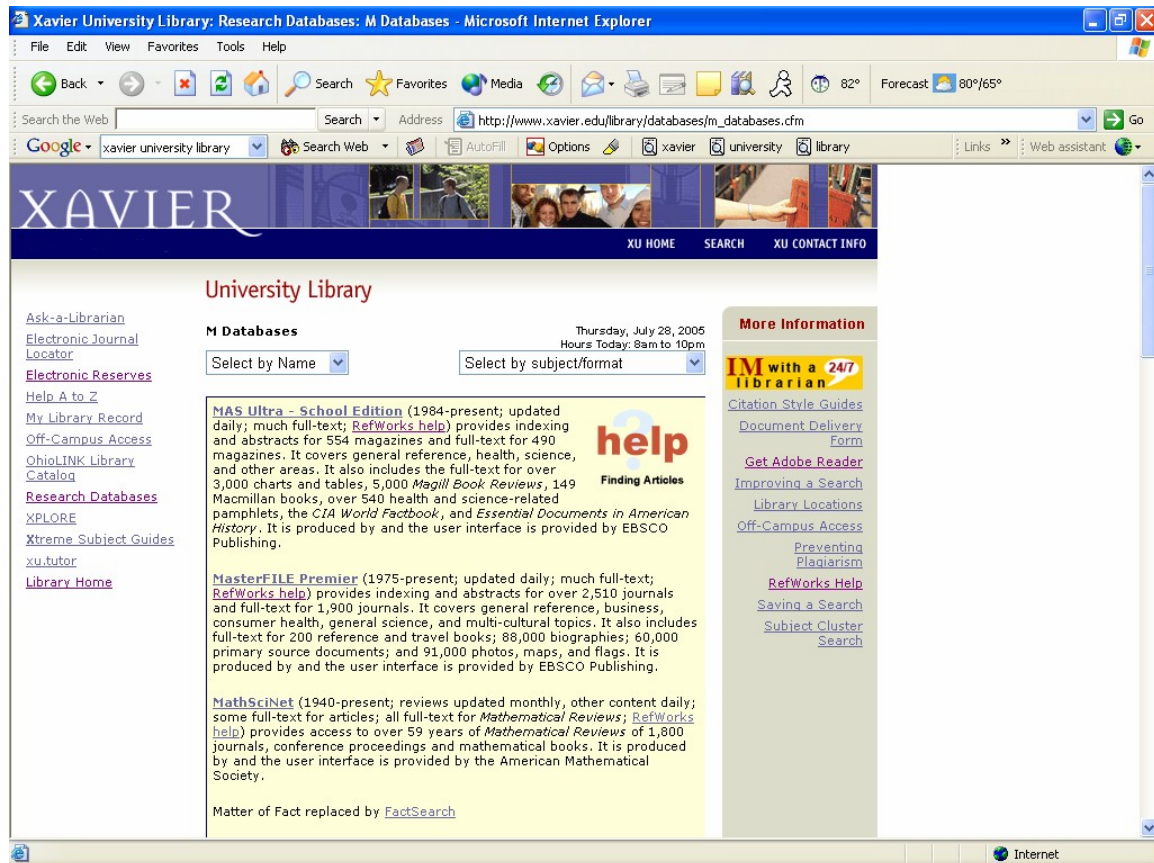 Xavier University Library: Research Databases: M Databases - Microsoft Internet Explorer
File Edit View Favorites Tools Help
Back Search Favorites Media 82° Forecast 80°/65°
Search the Web Search Address http://www.xavier.edu/library/databases/m_databases.cfm Go
Google xavier university library Search Web AutoFill Options xavier university library Links » Web assistant
XAVIER
XU HOME SEARCH XU CONTACT INFO
University Library
Ask-a-Librarian
Electronic Journal
Locator
Electronic Reserves
Help A to Z
My Library Record
Off-Campus Access
OhioLINK Library
Catalog
Research Databases
XPLORE
Xtreme Subject Guides
xu.tutor
Library Home
M Databases
Thursday, July 28, 2005
Hours Today: 8am to 10pm
Select by Name
Select by subject/format
MAS Ultra - School Edition (1984-present; updated
daily; much full-text; RefWorks help) provides indexing
and abstracts for 554 magazines and full-text for 490
magazines. It covers general reference, health, science,
and other areas. It also includes the full-text for over
3,000 charts and tables, 5,000 Magill Book Reviews, 149
Macmillan books, over 540 health and science-related
pamphlets, the CIA World Factbook, and Essential Documents in American
History. It is produced by and the user interface is provided by EBSCO
Publishing.
?
help
Finding Articles
MasterFILE Premier (1975-present; updated daily; much full-text;
RefWorks help) provides indexing and abstracts for over 2,510 journals
and full-text for 1,900 journals. It covers general reference, business,
consumer health, general science, and multi-cultural topics. It also includes
full-text for 200 reference and travel books; 88,000 biographies; 60,000
primary source documents; and 91,000 photos, maps, and flags. It is
produced by and the user interface is provided by EBSCO Publishing.
MathSciNet (1940-present; reviews updated monthly, other content daily;
some full-text for articles; all full-text for Mathematical Reviews; RefWorks
help) provides access to over 59 years of Mathematical Reviews of 1,800
journals, conference proceedings and mathematical books. It is produced
by and the user interface is provided by the American Mathematical
Society.
Matter of Fact replaced by FactSearch
More Information
IM with a 24/7
librarian
Citation Style Guides
Document Delivery
Form
Get Adobe Reader
Improving a Search
Library Locations
Off-Campus Access
Preventing
Plagiarism
RefWorks Help
Saving a Search
Subject Cluster
Search
Internet